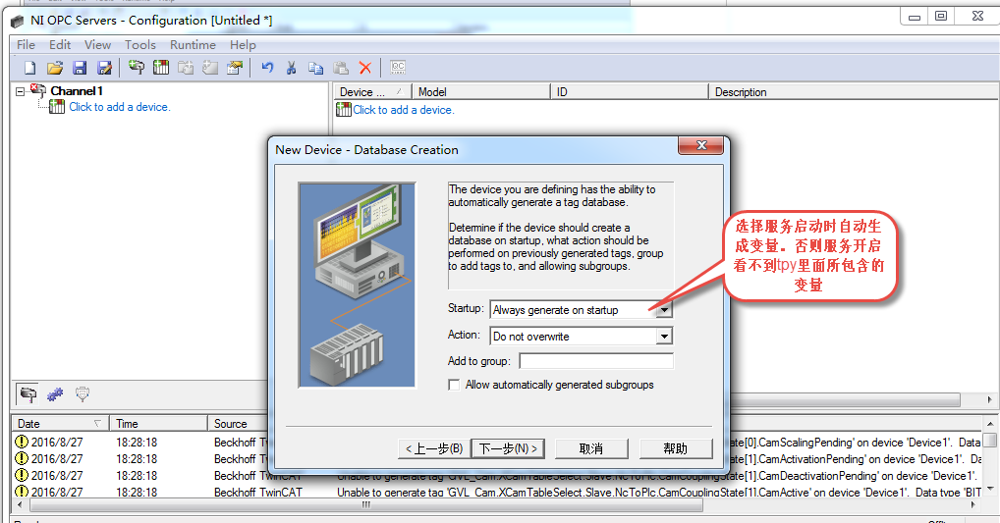 NI OPC Servers - Configuration [Untitled *]
File Edit View Tools Runtime Help
Channel1
Click to add a device.
Device ... Model ID Description
Click to add a device.
New Device - Database Creation
The device you are defining has the ability to
automatically generate a tag database.
Determine if the device should create a
database on startup, what action should be
performed on previously generated tags, group
to add tags to, and allowing subgroups.
Startup: Always generate on startup
Action: Do not overwrite
Add to group:
Allow automatically generated subgroups
<上一步(B) 下一步(N)> 取消 帮助
选择服务启动时自动生
成变量。否则服务开启
看不到tpy里面所包含的
变量
Date Time Source
2016/8/27 18:28:18 Beckhoff Tw State[0].CamScalingPending' on device 'Device1'. Data
2016/8/27 18:28:18 Beckhoff Tw State[1].CamActivationPending' on device 'Device1'. D
2016/8/27 18:28:18 Beckhoff Tw State[1].CamDeactivationPending' on device 'Device1'.
2016/8/27 18:28:18 Beckhoff TwinCAT Unable to generate tag 'GVL_Cam.XCamTableSelect.Slave.NcToPlc.CamCouplingState[1].CamActive' on device 'Device1'. Data type 'BIT